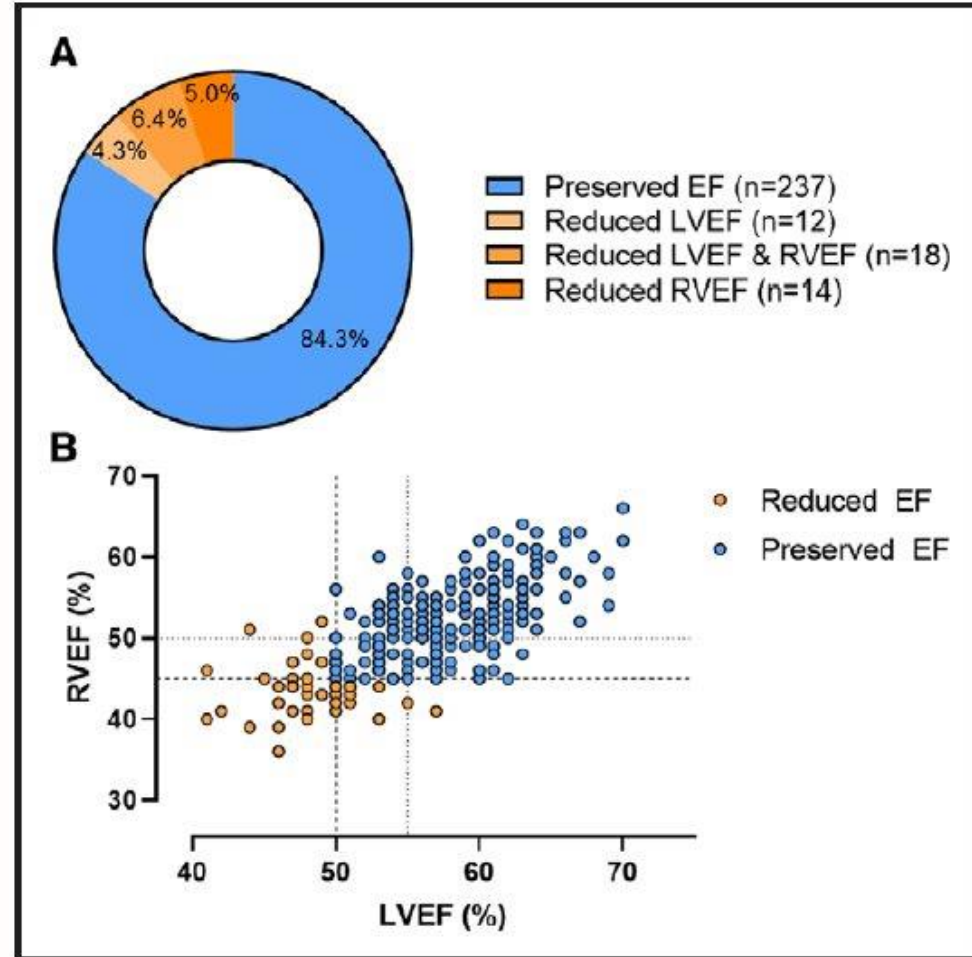 A
5.0%
6.4%
4.3%
84.3%
Preserved EF (n=237)
Reduced LVEF (n=12)
Reduced LVEF & RVEF (n=18)
Reduced RVEF (n=14)
B
70
60
50
40
30
RVEF (%)
40 50 60 70
LVEF (%)
Reduced EF
Preserved EF